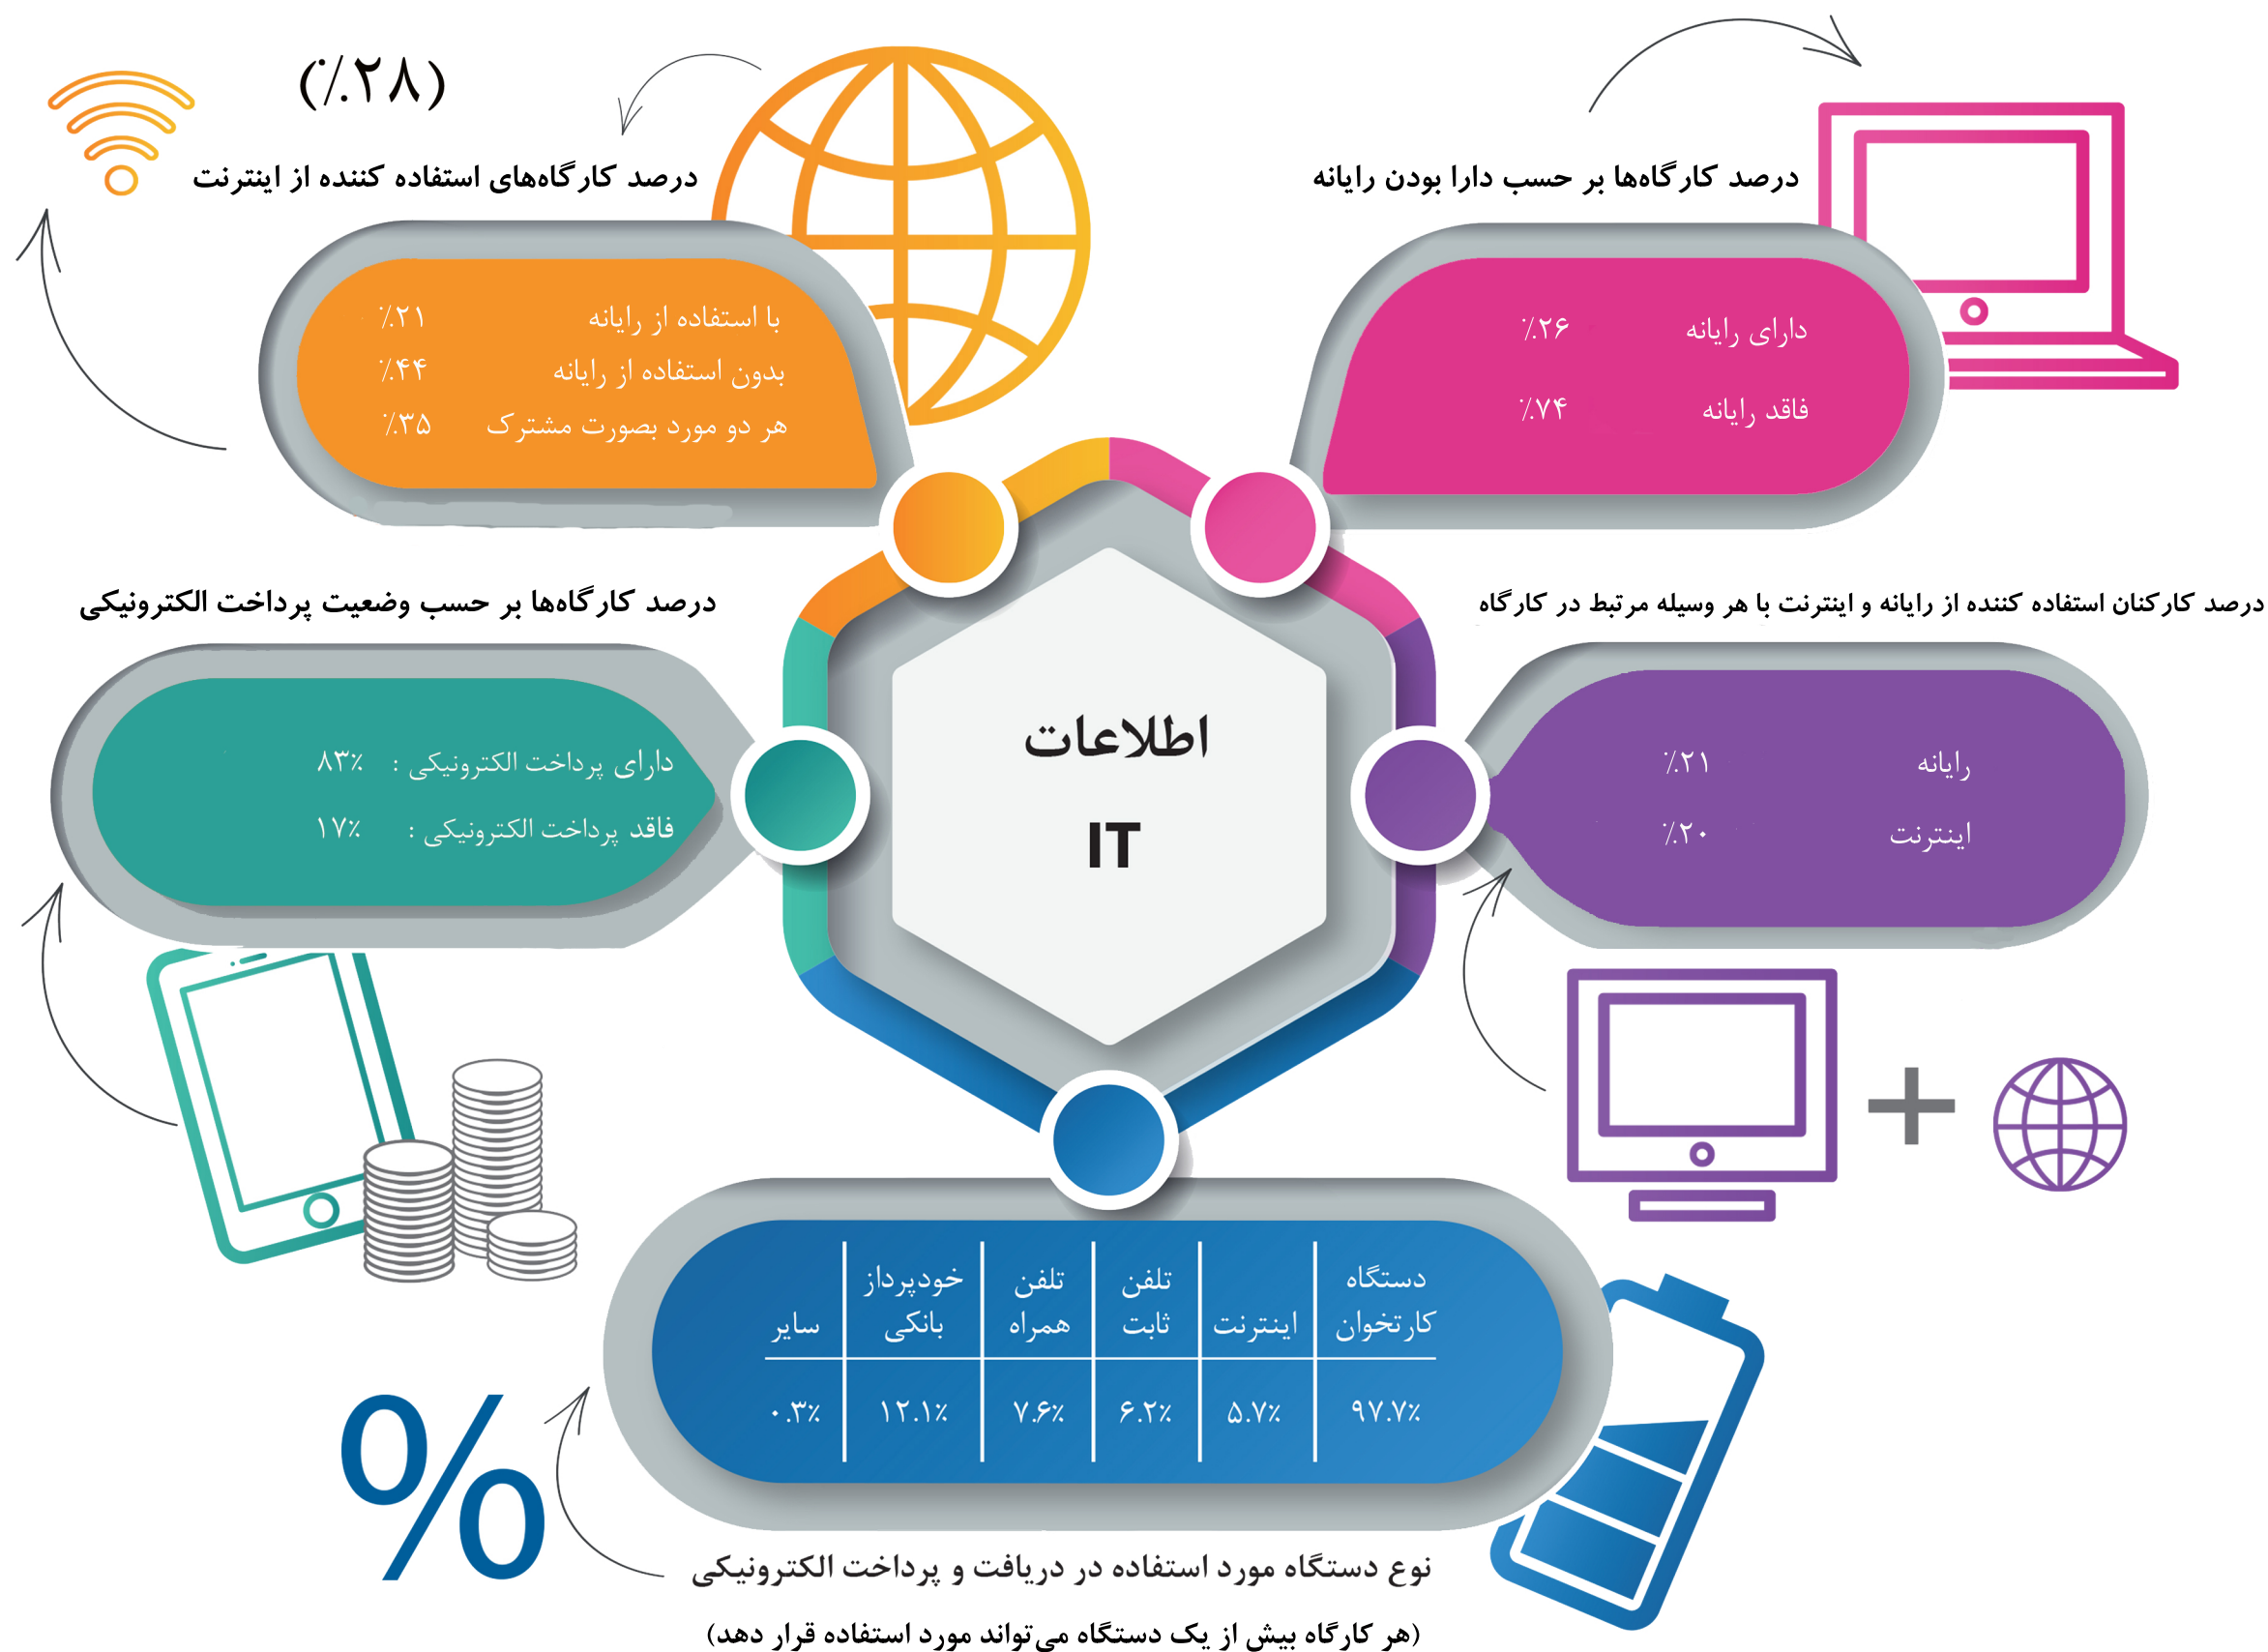 درصد کارگاه‌ها بر حسب دارا بودن رایانه
دارای رایانه ٪۲۶
فاقد رایانه ٪۷۴
(٪۲۸)
درصد کارگاه‌های استفاده کننده از اینترنت
با استفاده از رایانه ٪۲۱
بدون استفاده از رایانه ٪۴۴
هر دو مورد بصورت مشترک ٪۳۵
درصد کارکنان استفاده کننده از رایانه و اینترنت با هر وسیله مرتبط در کارگاه
رایانه ٪۲۱
اینترنت ٪۲۰
اطلاعات
IT
درصد کارگاه‌ها بر حسب وضعیت پرداخت الکترونیکی
دارای پرداخت الکترونیکی : ۸۳٪
فاقد پرداخت الکترونیکی : ۱۷٪
دستگاه کارتخوان
اینترنت
تلفن ثابت
تلفن همراه
خودپرداز بانکی
سایر
۹۷.۷٪ ۵.۷٪ ۶.۲٪ ۷.۶٪ ۱۲.۱٪ ۰.۳٪
%
نوع دستگاه مورد استفاده در دریافت و پرداخت الکترونیکی
(هر کارگاه بیش از یک دستگاه می‌تواند مورد استفاده قرار دهد)